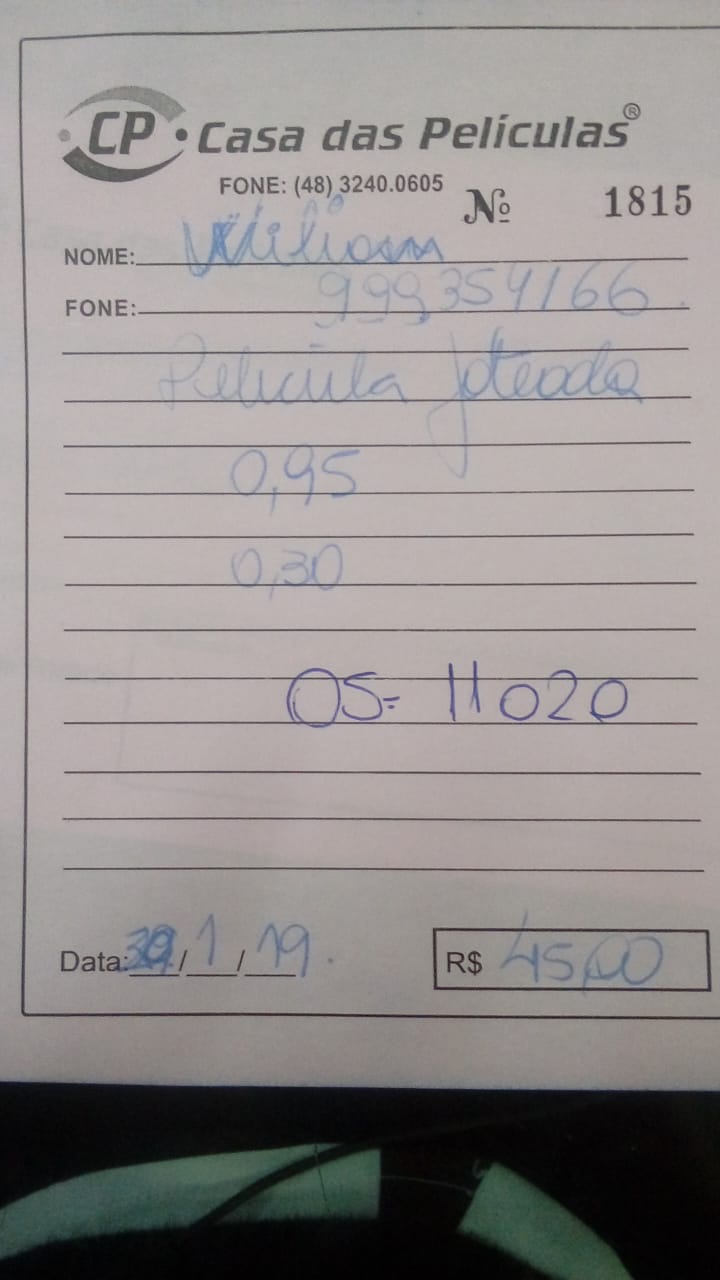 CP Casa das Películas®
FONE: (48) 3240.0605
Nº 1815
NOME: William
FONE: 999354166
Película Jateada
0,95
0,30
OS= 11020
Data: /1/19.
R$ 45,00